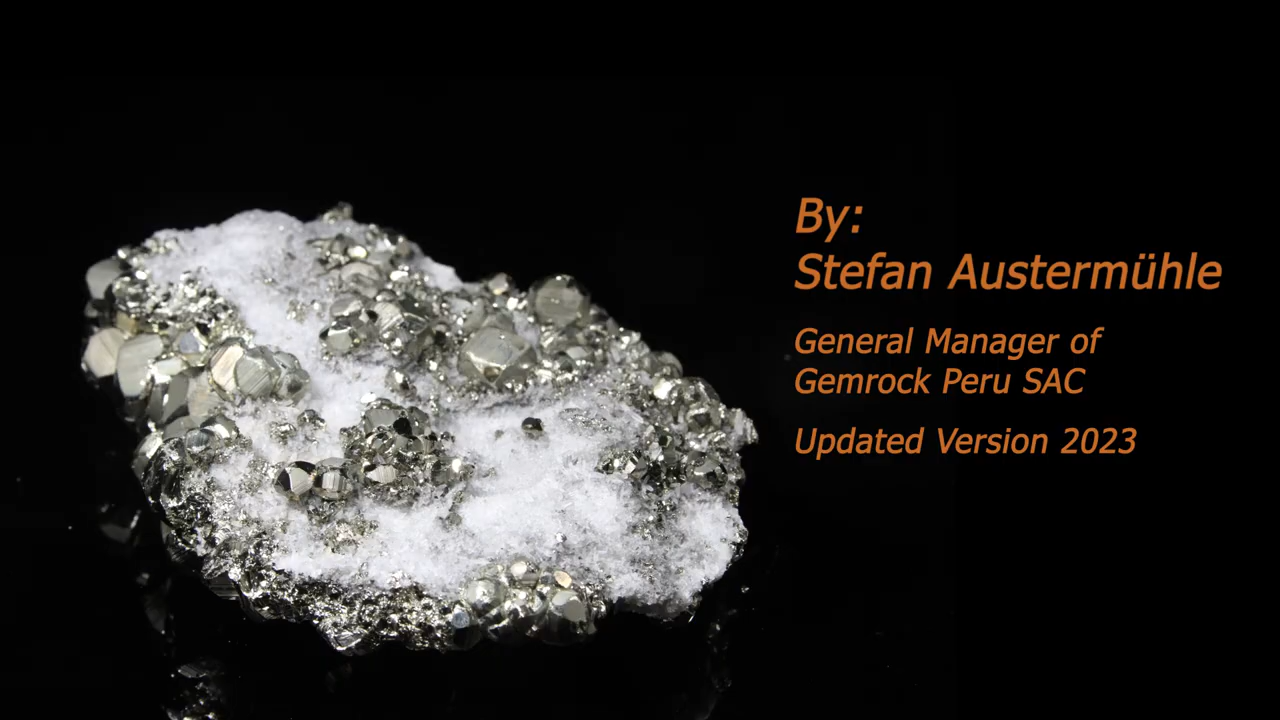 By:
Stefan Austermühle
General Manager of
Gemrock Peru SAC
Updated Version 2023